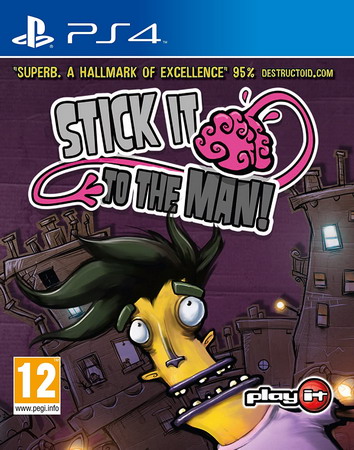 PS4
"SUPERB. A HALLMARK OF EXCELLENCE" 95% DESTRUCTOID.COM
STICK IT
TO THE MAN!
12
www.pegi.info
play it